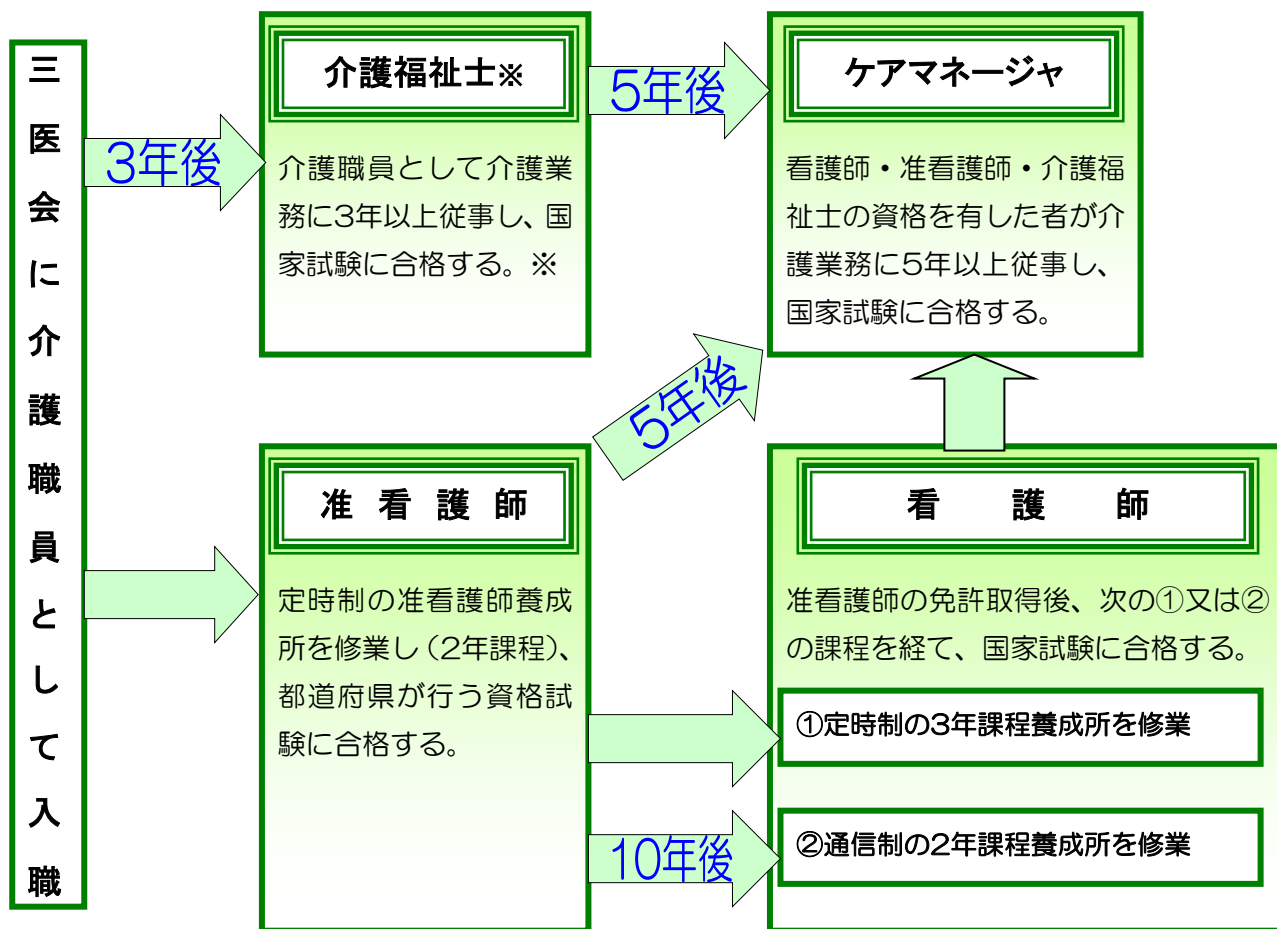 三医会に介護職員として入職
3年後
介護福祉士※
介護職員として介護業
務に3年以上従事し、国
家試験に合格する。※
5年後
ケアマネージャ
看護師・准看護師・介護福
祉士の資格を有した者が介
護業務に5年以上従事し、
国家試験に合格する。
5年後
准看護師
定時制の准看護師養成
所を修業し（2年課程）、
都道府県が行う資格試
験に合格する。
10年後
看護師
准看護師の免許取得後、次の①又は②
の課程を経て、国家試験に合格する。
①定時制の3年課程養成所を修業
②通信制の2年課程養成所を修業